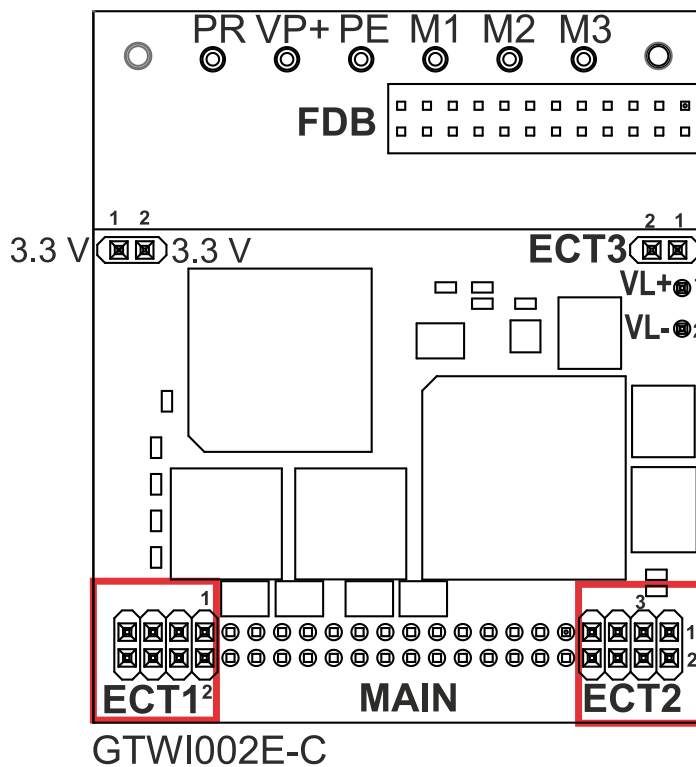 PR VP+ PE M1 M2 M3
FDB
1 2
2 1
3.3 V 3.3 V
ECT3
VL+
VL-
1
3
1
2
ECT1 2
MAIN
ECT2
GTWI002E-C